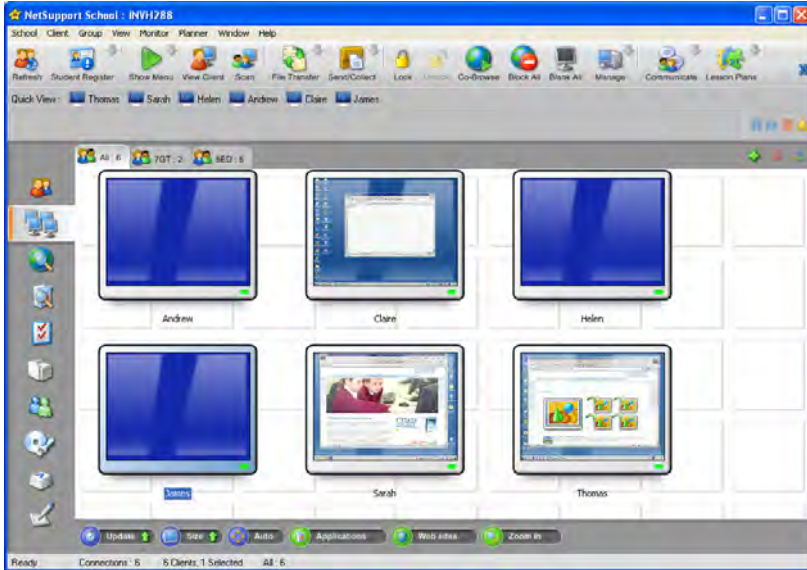 NetSupport School : INVH288
School Client Group View Monitor Planner Window Help
Refresh Student Register Show Menu View Client Scan File Transfer Send/Collect Lock Unlock Co-Browse Block All Blank All Manage Communicate Lesson Plans
Quick View : Thomas Sarah Helen Andrew Claire James
All : 6 7GT : 2 6ED : 6
Andrew Claire Helen
James Sarah Thomas
Update Size Auto Applications Web sites Zoom In
Ready Connections : 6 6 Clients, 1 Selected All : 6